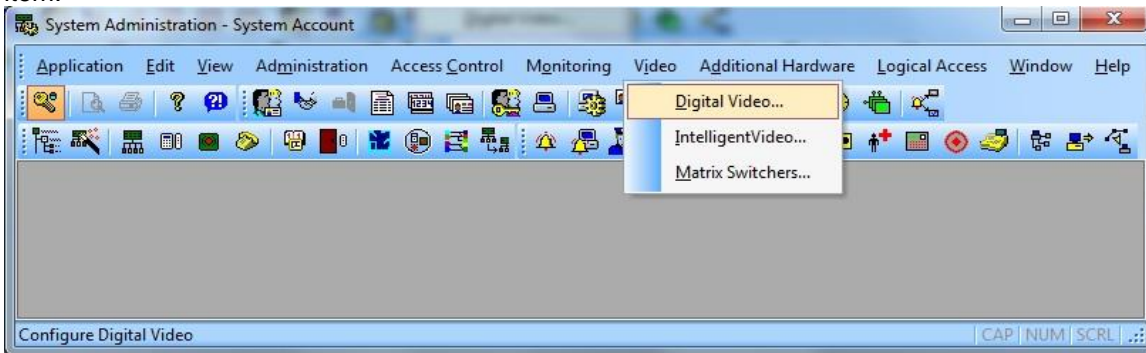 item.
System Administration - System Account
Application Edit View Administration Access Control Monitoring Video Additional Hardware Logical Access Window Help
Digital Video...
IntelligentVideo...
Matrix Switchers...
Configure Digital Video
CAP NUM SCRL